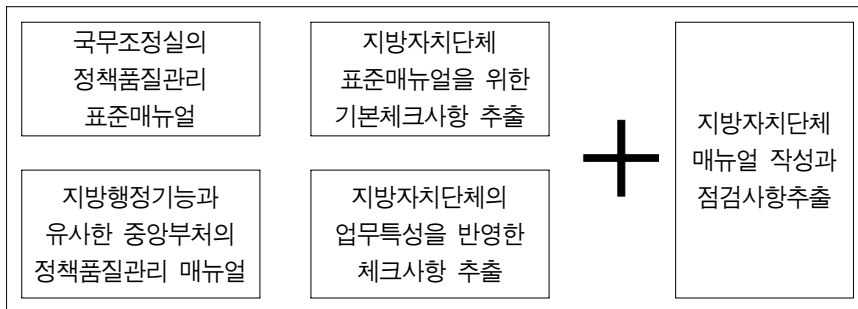 국무조정실의
정책품질관리
표준매뉴얼
지방자치단체
표준매뉴얼을 위한
기본체크사항 추출
지방행정기능과
유사한 중앙부처의
정책품질관리 매뉴얼
지방자치단체의
업무특성을 반영한
체크사항 추출
지방자치단체
매뉴얼 작성과
점검사항추출